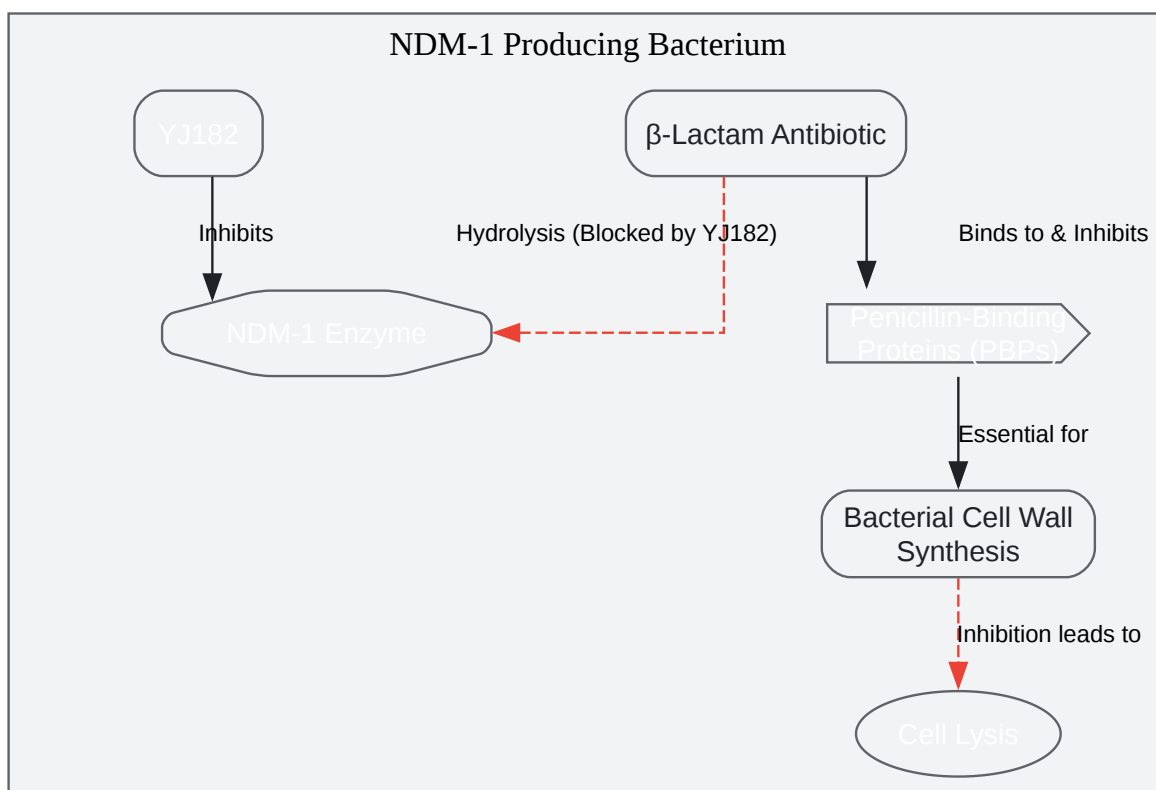 NDM-1 Producing Bacterium
YJ182
β-Lactam Antibiotic
Inhibits
Hydrolysis (Blocked by YJ182)
Binds to & Inhibits
NDM-1 Enzyme
Penicillin-Binding
Proteins (PBPs)
Essential for
Bacterial Cell Wall
Synthesis
Inhibition leads to
Cell Lysis